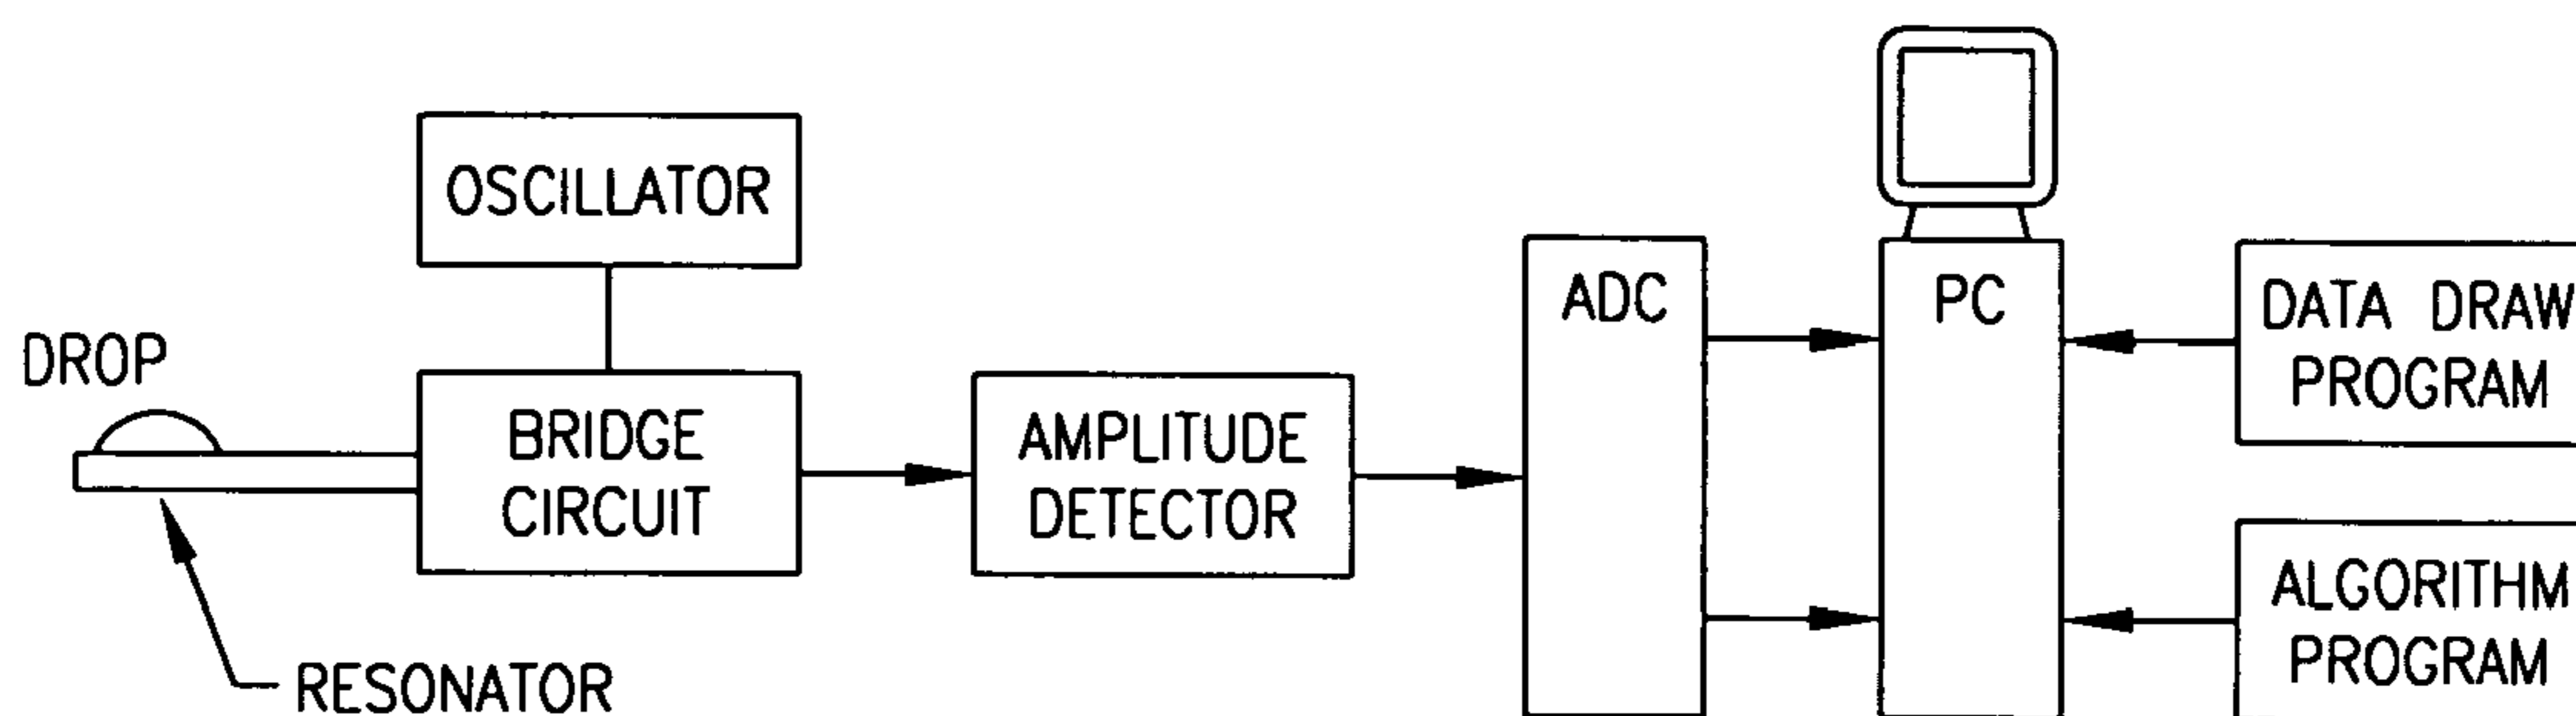 OSCILLATOR
DROP
BRIDGE
CIRCUIT
RESONATOR
AMPLITUDE
DETECTOR
ADC
PC
DATA DRAW
PROGRAM
ALGORITHM
PROGRAM